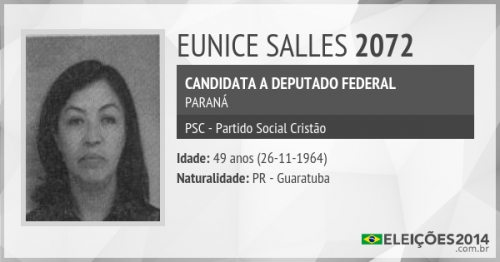 EUNICE SALLES 2072
CANDIDATA A DEPUTADO FEDERAL
PARANÁ
PSC - Partido Social Cristão
Idade: 49 anos (26-11-1964)
Naturalidade: PR - Guaratuba
ELEIÇÕES2014
.com.br